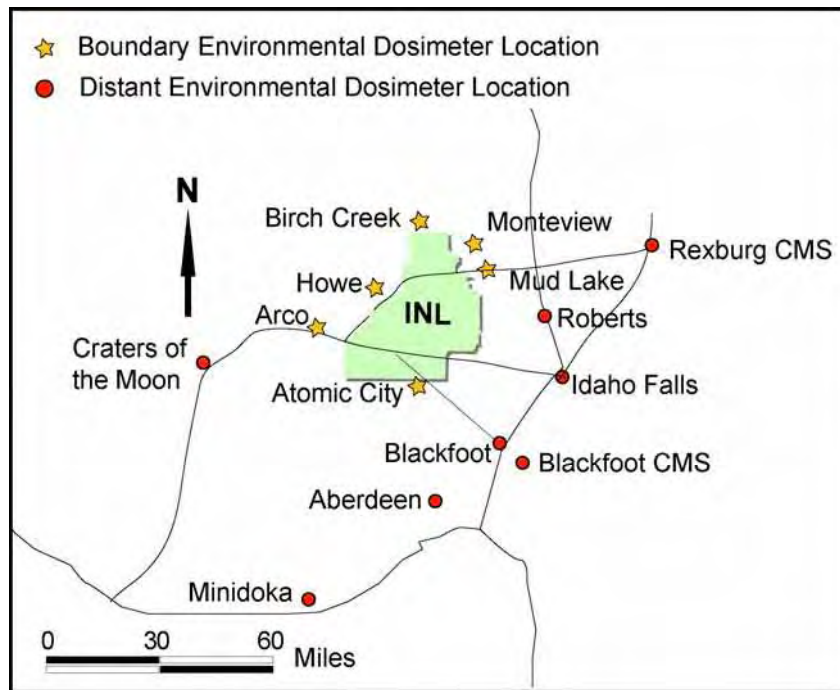 Boundary Environmental Dosimeter Location
Distant Environmental Dosimeter Location
N
Birch Creek
Monteview
Rexburg CMS
Howe
Mud Lake
INL
Arco
Roberts
Craters of
the Moon
Atomic City
Idaho Falls
Blackfoot
Blackfoot CMS
Aberdeen
Minidoka
0 30 60
Miles